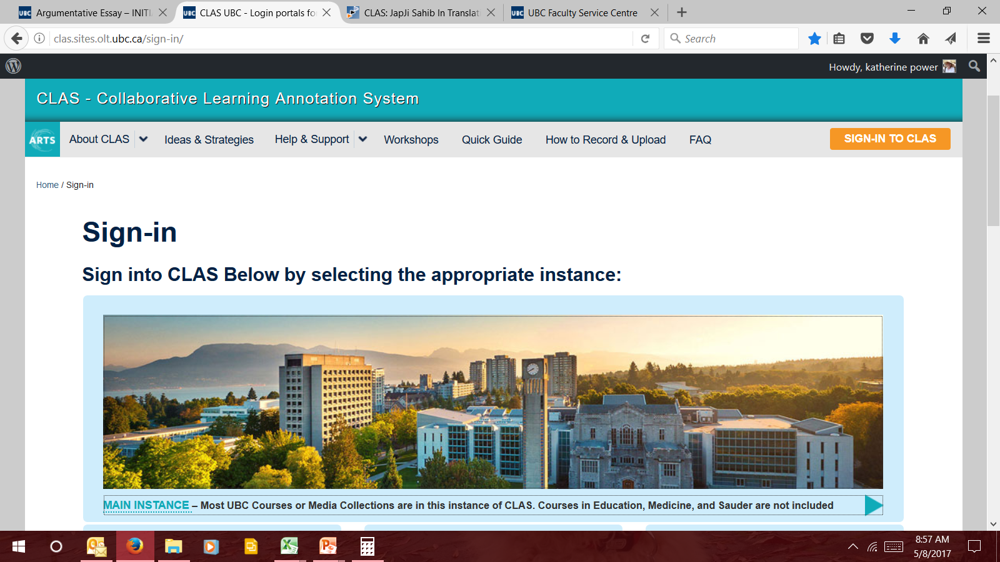 UBC Argumentative Essay – INITI
UBC CLAS UBC - Login portals fo
CLAS: JapJi Sahib In Translat
UBC UBC Faculty Service Centre
clas.sites.olt.ubc.ca/sign-in/
Search
Howdy, katherine power
CLAS - Collaborative Learning Annotation System
ARTS
About CLAS
Ideas & Strategies
Help & Support
Workshops
Quick Guide
How to Record & Upload
FAQ
SIGN-IN TO CLAS
Home / Sign-in
Sign-in
Sign into CLAS Below by selecting the appropriate instance:
MAIN INSTANCE – Most UBC Courses or Media Collections are in this instance of CLAS. Courses in Education, Medicine, and Sauder are not included
8:57 AM
5/8/2017